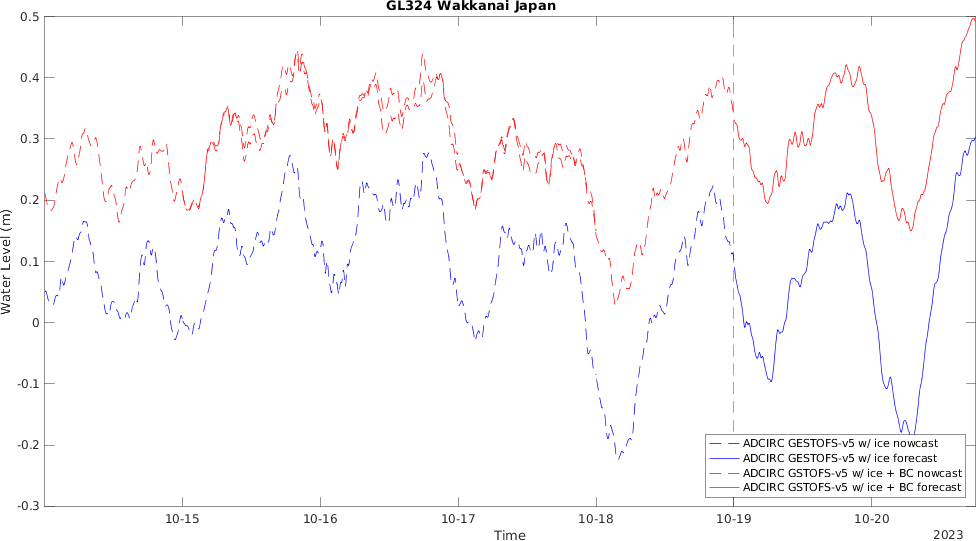 GL324 Wakkanai Japan
0.5
0.4
0.3
0.2
0.1
0
-0.1
-0.2
-0.3
Water Level (m)
10-15
10-16
10-17
10-18
10-19
10-20
Time
2023
ADCIRC GESTOFS-v5 w/ ice nowcast
ADCIRC GESTOFS-v5 w/ ice forecast
ADCIRC GSTOFS-v5 w/ ice + BC nowcast
ADCIRC GSTOFS-v5 w/ ice + BC forecast